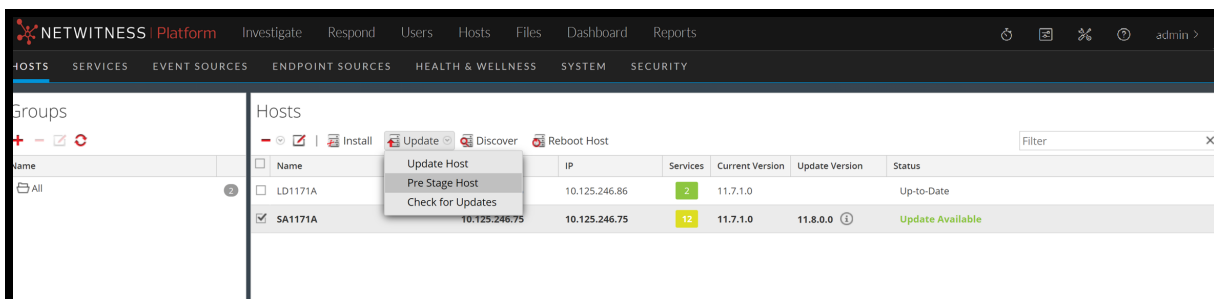 NETWITNESS Platform Investigate Respond Users Hosts Files Dashboard Reports admin >
HOSTS SERVICES EVENT SOURCES ENDPOINT SOURCES HEALTH & WELLNESS SYSTEM SECURITY
Groups
Name
All 2
Hosts
Install Update Discover Reboot Host Filter
Name IP Services Current Version Update Version Status
LD1171A 10.125.246.86 2 11.7.1.0 Up-to-Date
SA1171A 10.125.246.75 10.125.246.75 12 11.7.1.0 11.8.0.0 Update Available
Update Host
Pre Stage Host
Check for Updates